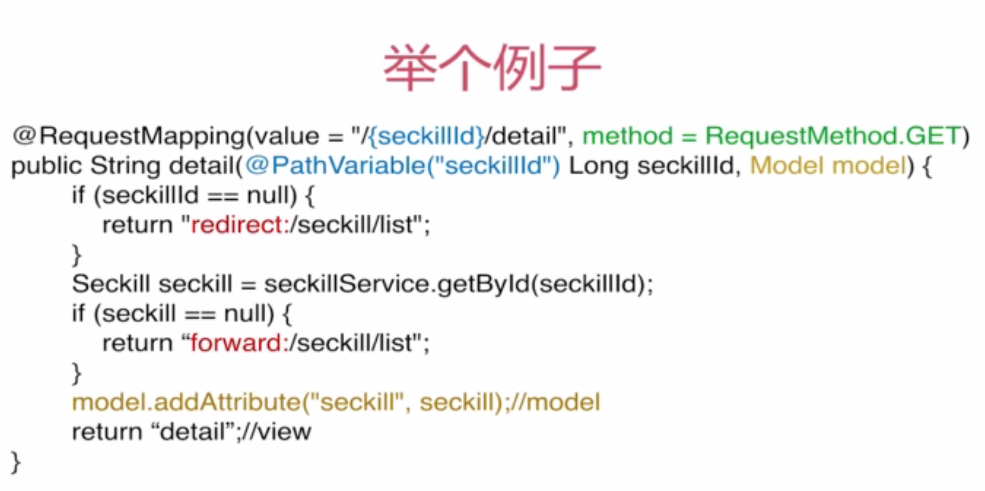 举个例子
@RequestMapping(value = "/{seckillId}/detail", method = RequestMethod.GET)
public String detail(@PathVariable("seckillId") Long seckillId, Model model) {
if (seckillId == null) {
return "redirect:/seckill/list";
}
Seckill seckill = seckillService.getById(seckillId);
if (seckill == null) {
return “forward:/seckill/list";
}
model.addAttribute("seckill", seckill);//model
return “detail”;//view
}